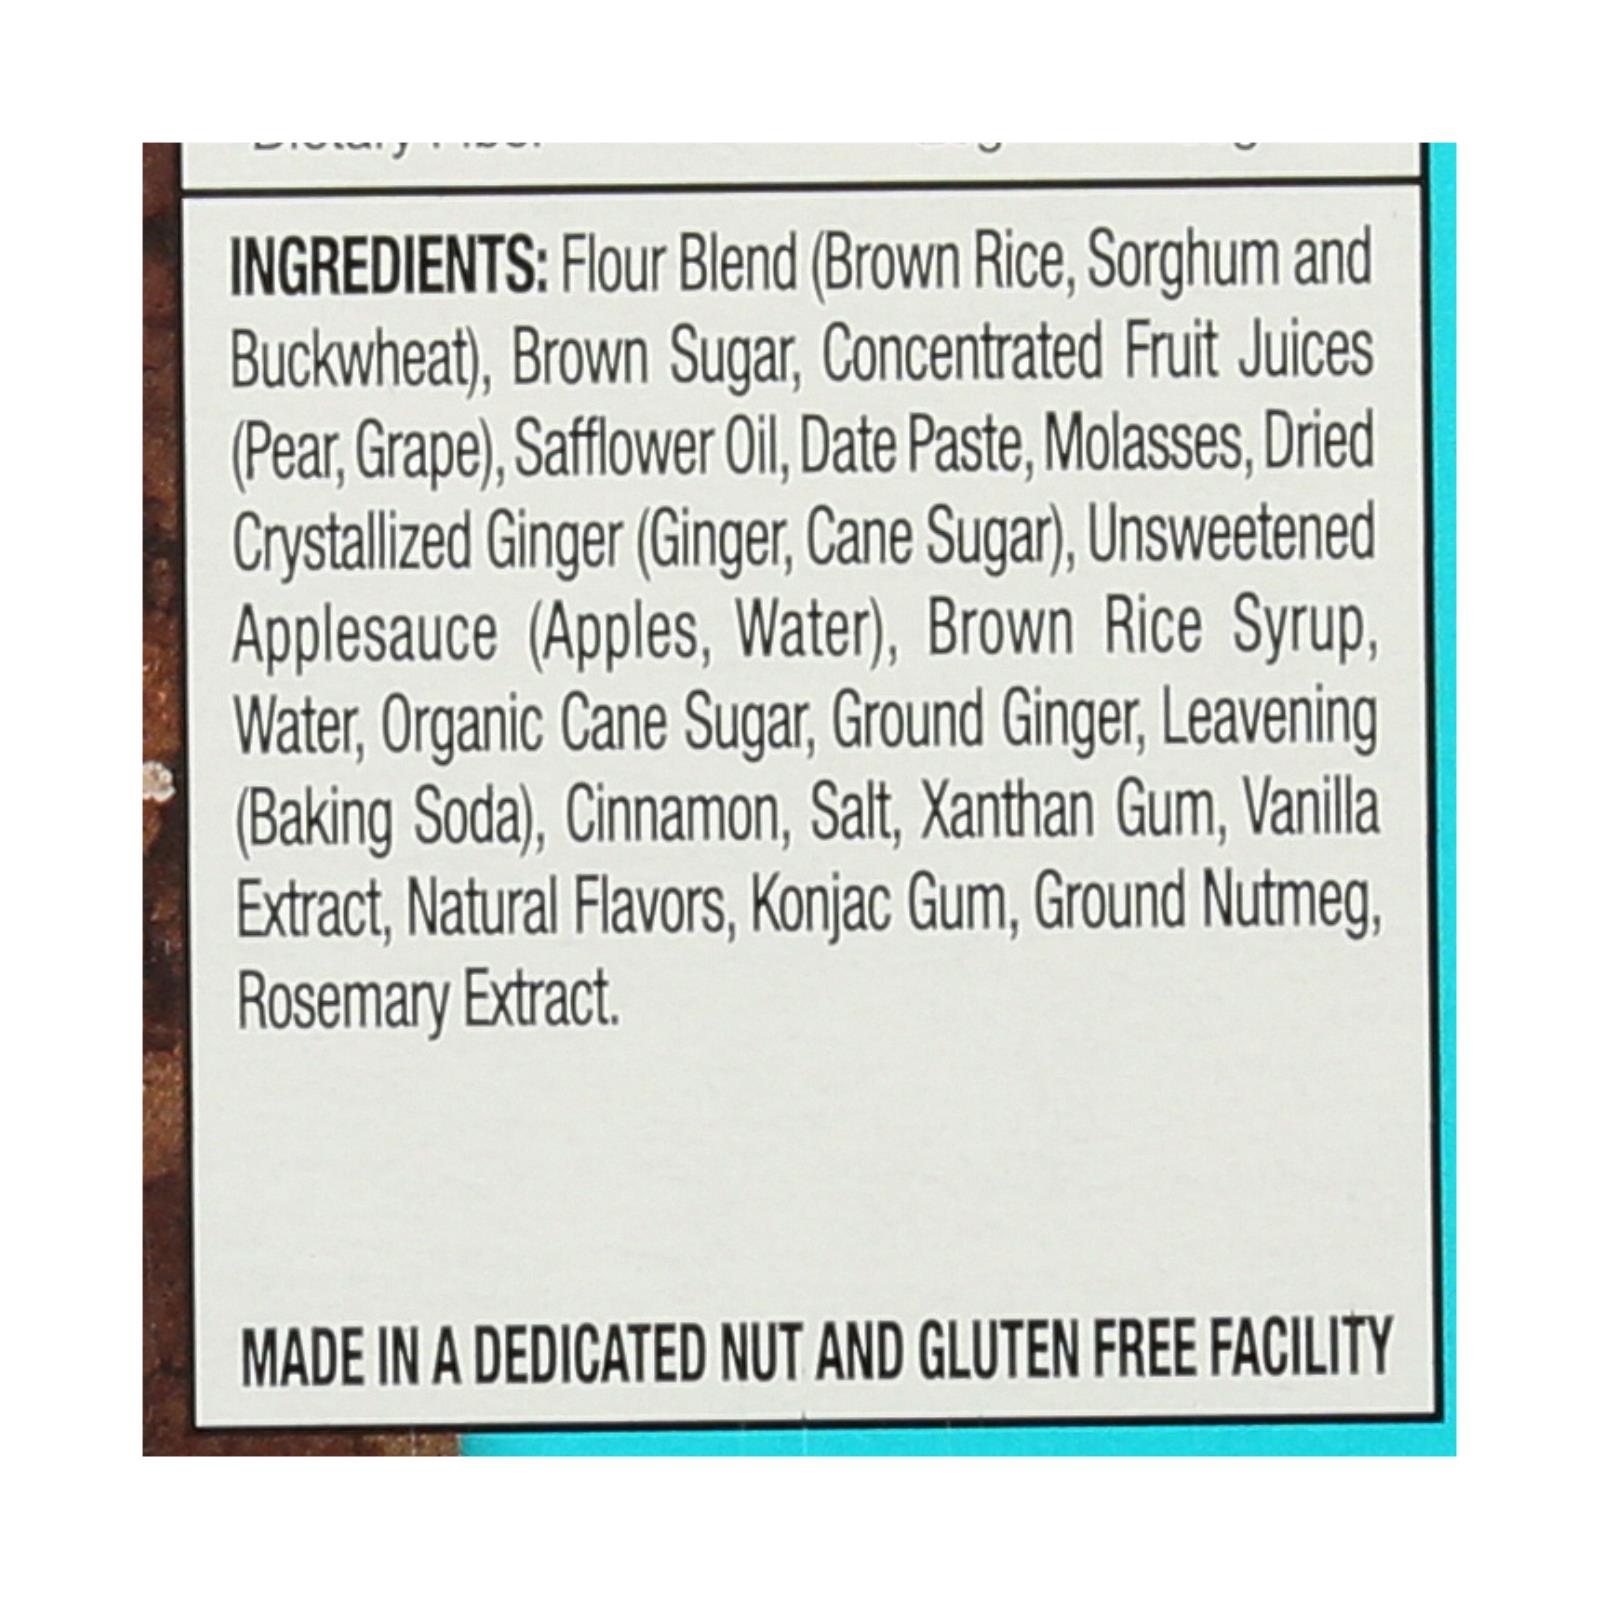 Dietary Fiber
INGREDIENTS: Flour Blend (Brown Rice, Sorghum and
Buckwheat), Brown Sugar, Concentrated Fruit Juices
(Pear, Grape), Safflower Oil, Date Paste, Molasses, Dried
Crystallized Ginger (Ginger, Cane Sugar), Unsweetened
Applesauce (Apples, Water), Brown Rice Syrup,
Water, Organic Cane Sugar, Ground Ginger, Leavening
(Baking Soda), Cinnamon, Salt, Xanthan Gum, Vanilla
Extract, Natural Flavors, Konjac Gum, Ground Nutmeg,
Rosemary Extract.
MADE IN A DEDICATED NUT AND GLUTEN FREE FACILITY